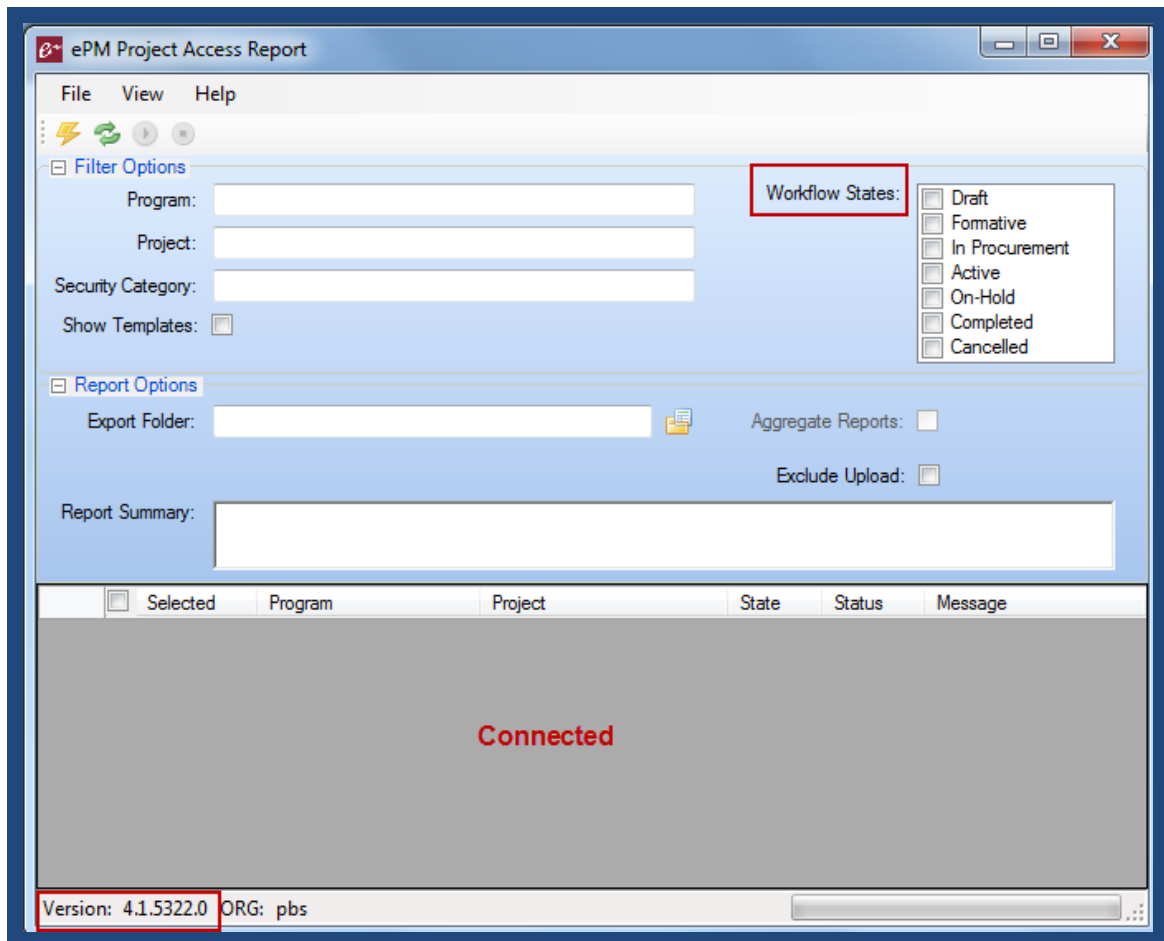 ePM Project Access Report
File View Help
Filter Options
Program:
Workflow States:
Draft
Formative
In Procurement
Active
On-Hold
Completed
Cancelled
Project:
Security Category:
Show Templates:
Report Options
Export Folder:
Aggregate Reports:
Exclude Upload:
Report Summary:
Selected Program Project State Status Message
Connected
Version: 4.1.5322.0 ORG: pbs